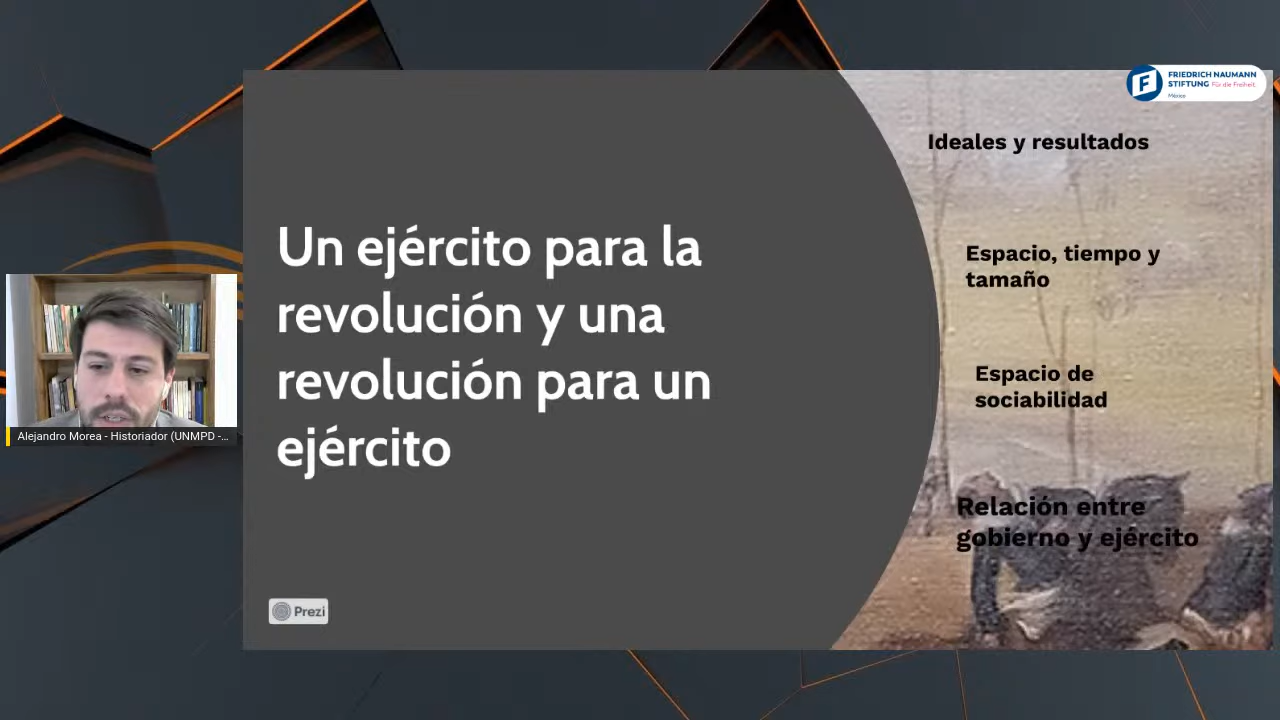 FRIEDRICH NAUMANN
STIFTUNG Für die Freiheit.
México
Ideales y resultados
Un ejército para la
revolución y una
revolución para un
ejército
Espacio, tiempo y
tamaño
Espacio de
sociabilidad
Relación entre
gobierno y ejército
Alejandro Morea - Historiador (UNMPD -...
Prezi